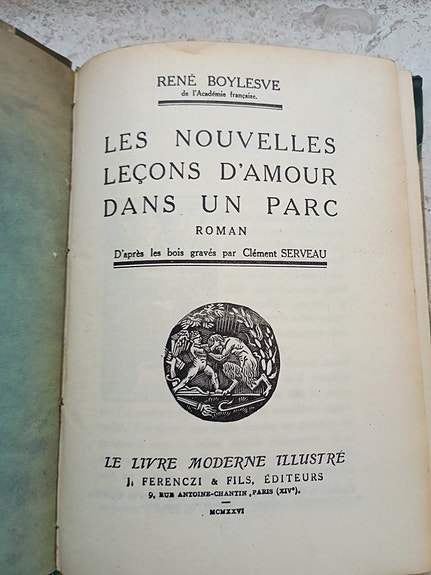 RENÉ BOYLESVE
de l'Académie française.
LES NOUVELLES
LEÇONS D'AMOUR
DANS UN PARC
ROMAN
D'après les bois gravés par Clément SERVEAU
LE LIVRE MODERNE ILLUSTRÉ
J. FERENCZI & FILS, ÉDITEURS
9, RUE ANTOINE-CHANTIN, PARIS (XIVe).
MCMXXVI